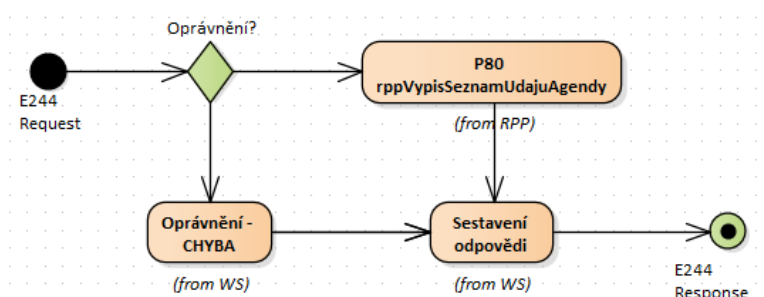 Oprávnění?
P80
rppVypisSeznamUdajuAgendy
E244
Request
(from RPP)
Oprávnění -
CHYBA
Sestavení
odpovědi
(from WS)
(from WS)
E244
Response